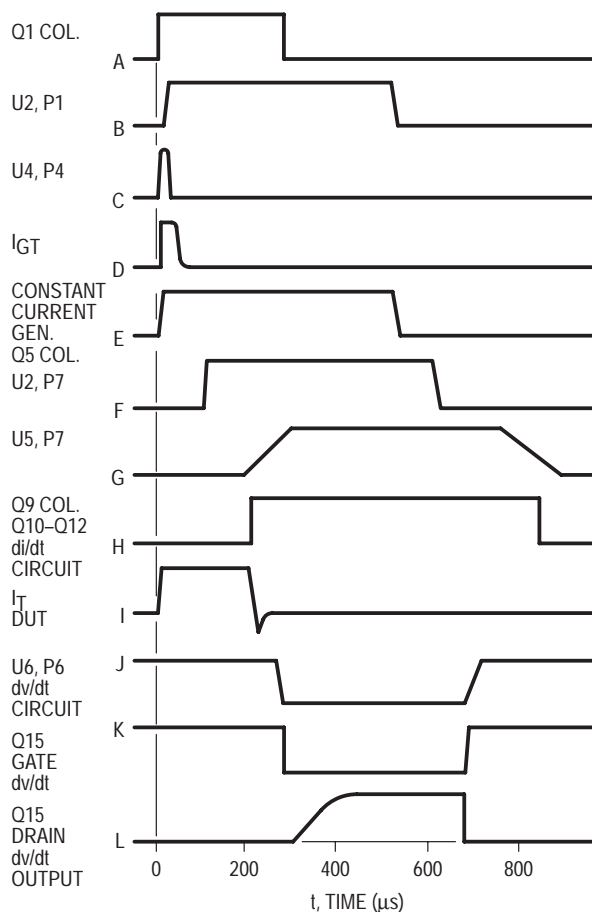 Q1 COL.
A
U2, P1
B
U4, P4
C
IGT
D
CONSTANT
CURRENT
GEN.
E
Q5 COL.
U2, P7
F
U5, P7
G
Q9 COL.
Q10–Q12
di/dt
CIRCUIT
H
IT
DUT
I
U6, P6
dv/dt
CIRCUIT
J
Q15
GATE
dv/dt
K
Q15
DRAIN
dv/dt
OUTPUT
L
0 200 400 600 800
t, TIME (µs)